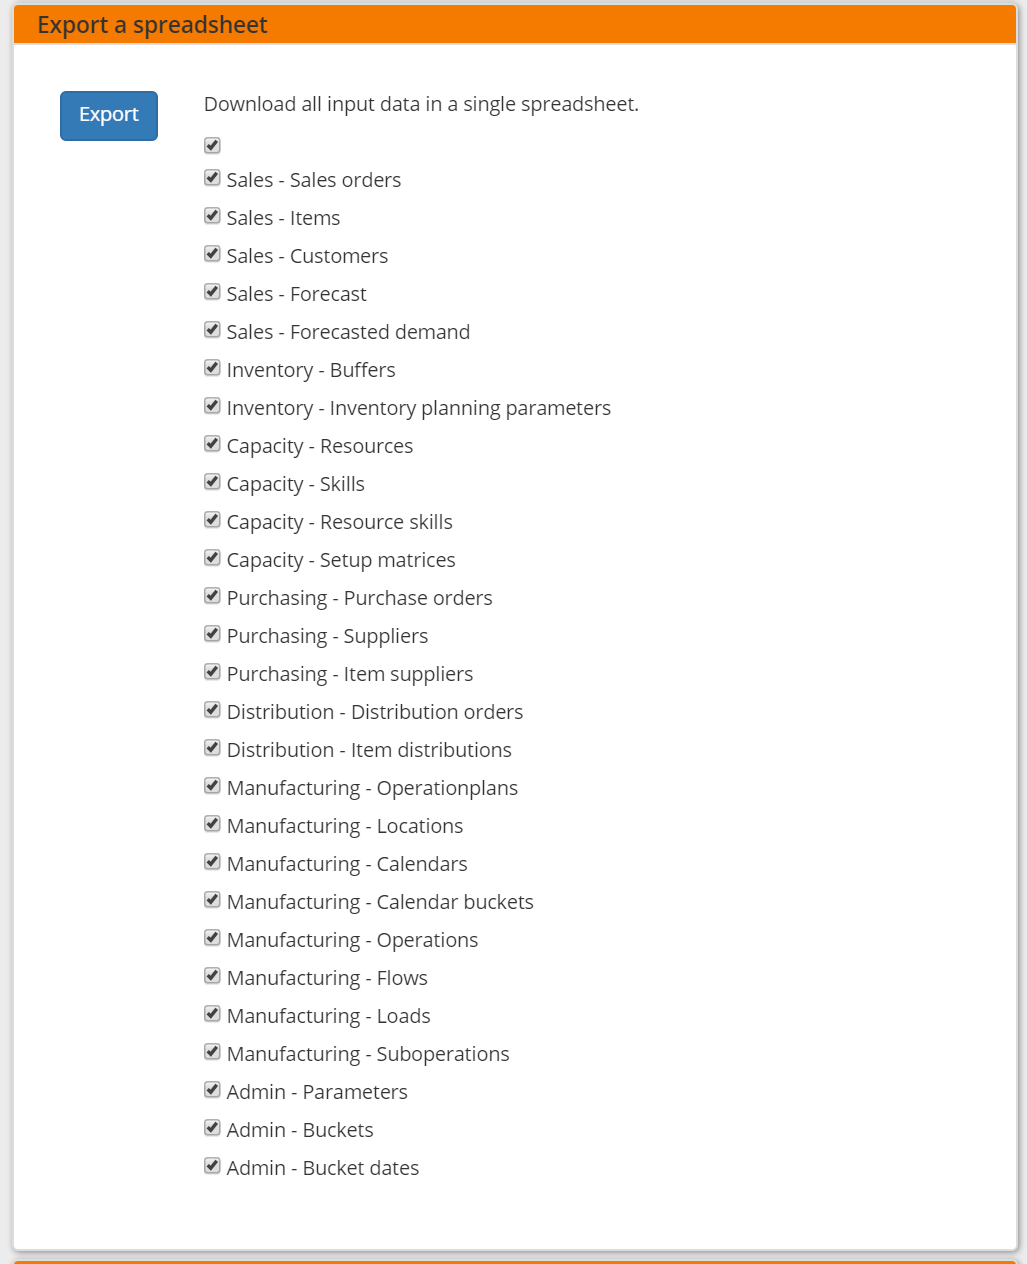 Export a spreadsheet
Export
Download all input data in a single spreadsheet.
Sales - Sales orders
Sales - Items
Sales - Customers
Sales - Forecast
Sales - Forecasted demand
Inventory - Buffers
Inventory - Inventory planning parameters
Capacity - Resources
Capacity - Skills
Capacity - Resource skills
Capacity - Setup matrices
Purchasing - Purchase orders
Purchasing - Suppliers
Purchasing - Item suppliers
Distribution - Distribution orders
Distribution - Item distributions
Manufacturing - Operationplans
Manufacturing - Locations
Manufacturing - Calendars
Manufacturing - Calendar buckets
Manufacturing - Operations
Manufacturing - Flows
Manufacturing - Loads
Manufacturing - Suboperations
Admin - Parameters
Admin - Buckets
Admin - Bucket dates